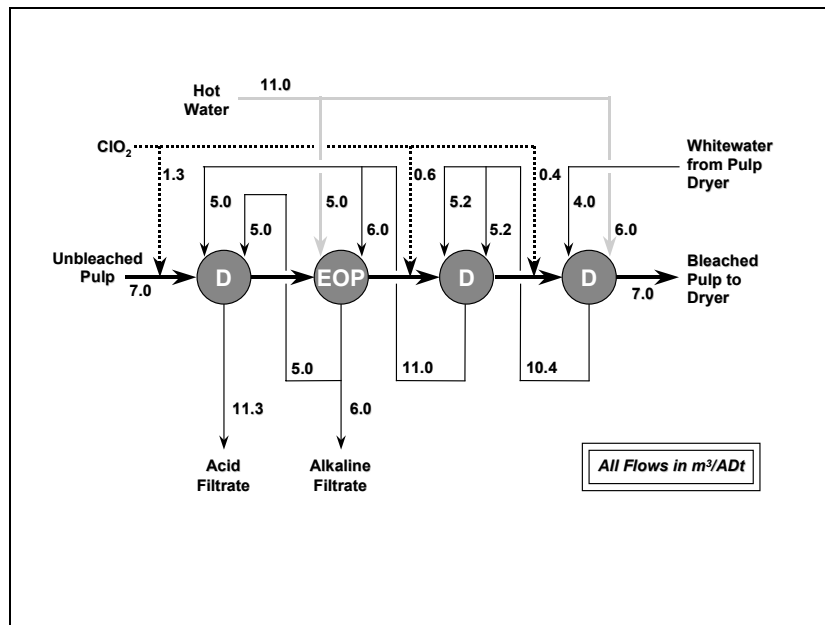 11.0
Hot
Water
ClO₂
Whitewater
from Pulp
Dryer
1.3
0.6
0.4
5.0
5.0
5.0
6.0
5.2
5.2
4.0
6.0
Unbleached
Pulp
7.0
D
EOP
D
D
Bleached
Pulp to
Dryer
7.0
5.0
11.0
10.4
11.3
6.0
Acid
Filtrate
Alkaline
Filtrate
All Flows in m³/ADt